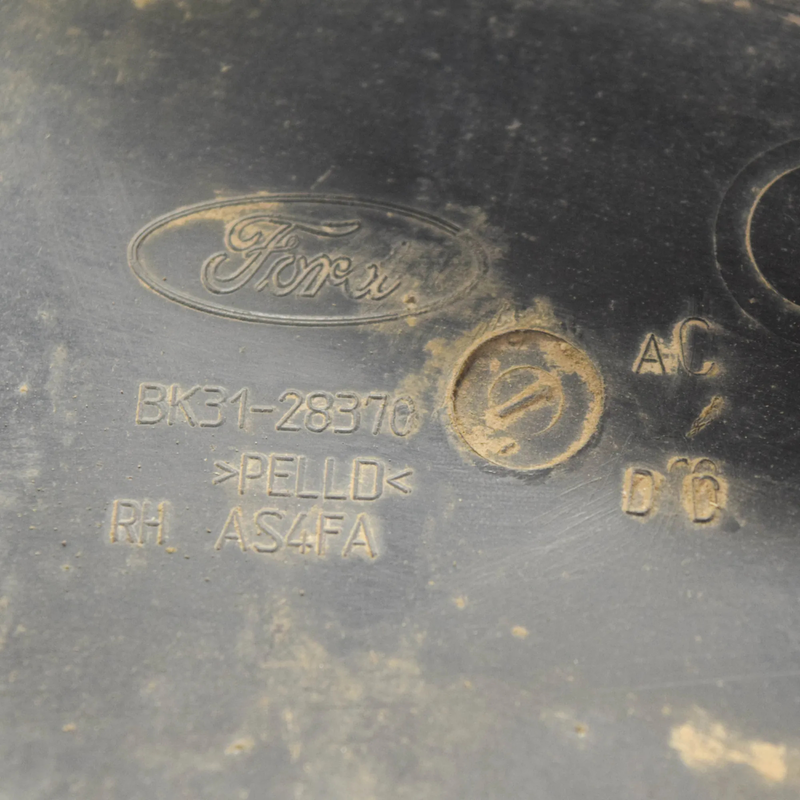 Ford
BK31-28370
>PELLD<
RH AS4FA
AC
D D